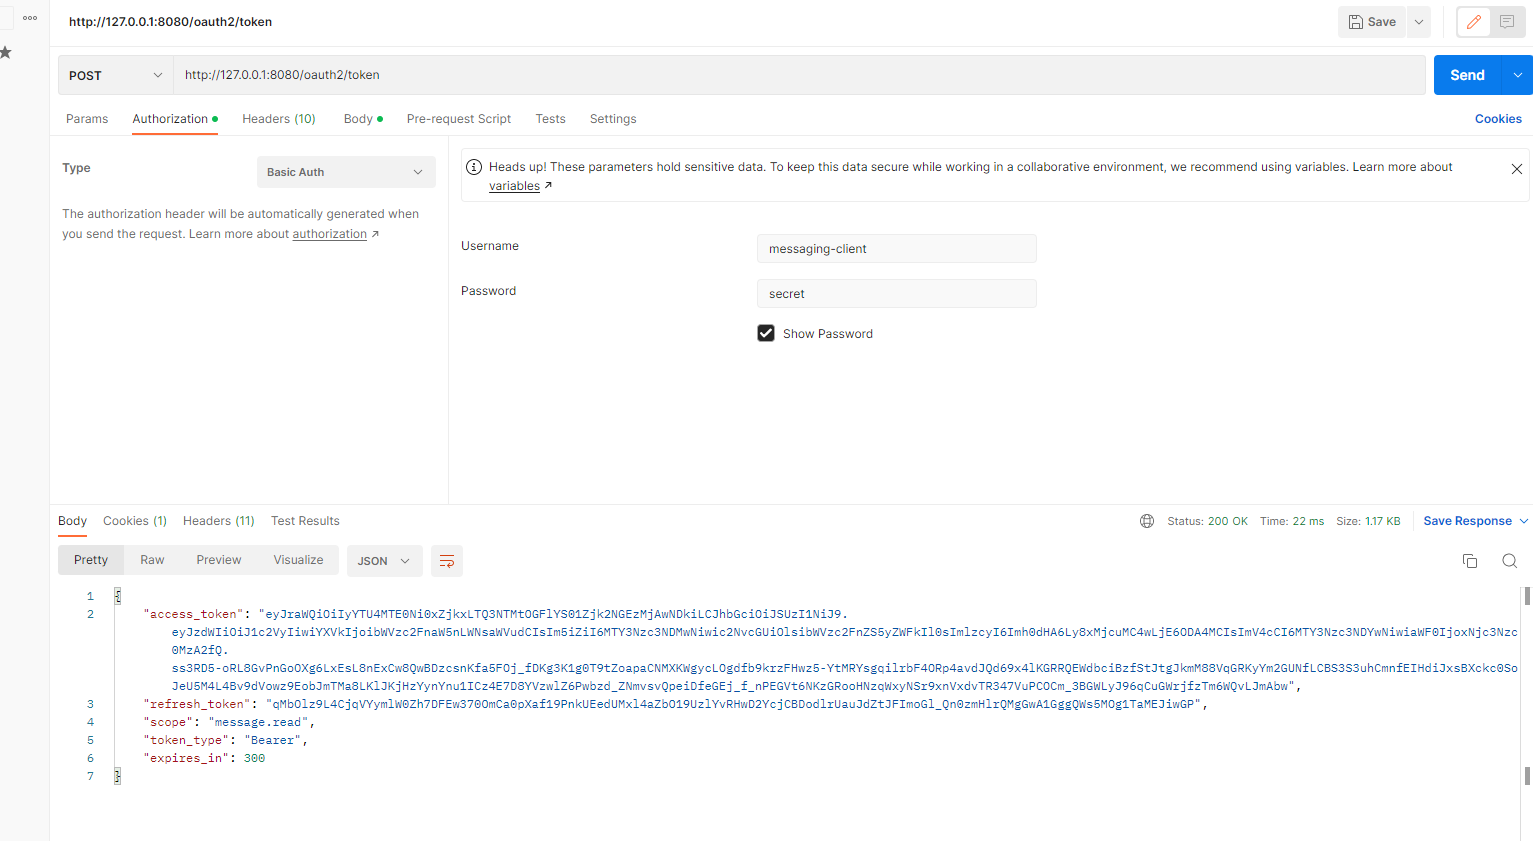 http://127.0.0.1:8080/oauth2/token
Save
POST
http://127.0.0.1:8080/oauth2/token
Send
Params Authorization Headers (10) Body Pre-request Script Tests Settings Cookies
Type
Basic Auth
The authorization header will be automatically generated when
you send the request. Learn more about authorization ↗
Heads up! These parameters hold sensitive data. To keep this data secure while working in a collaborative environment, we recommend using variables. Learn more about
variables ↗
Username
messaging-client
Password
secret
Show Password
Body Cookies (1) Headers (11) Test Results
Status: 200 OK Time: 22 ms Size: 1.17 KB Save Response
Pretty Raw Preview Visualize JSON
1 {
2 "access_token":
3 "refresh_token":
4 "scope": "message.read",
5 "token_type": "Bearer",
6 "expires_in": 300
7 }